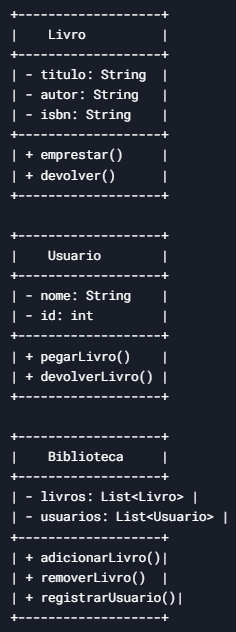 +-------------------+
|    Livro          |
+-------------------+
| - titulo: String  |
| - autor: String   |
| - isbn: String    |
+-------------------+
| + emprestar()     |
| + devolver()      |
+-------------------+

+-------------------+
|    Usuario        |
+-------------------+
| - nome: String    |
| - id: int         |
+-------------------+
| + pegarLivro()    |
| + devolverLivro() |
+-------------------+

+-------------------+
|    Biblioteca     |
+-------------------+
| - livros: List<Livro> |
| - usuarios: List<Usuario> |
+-------------------+
| + adicionarLivro()|
| + removerLivro()  |
| + registrarUsuario()|
+-------------------+